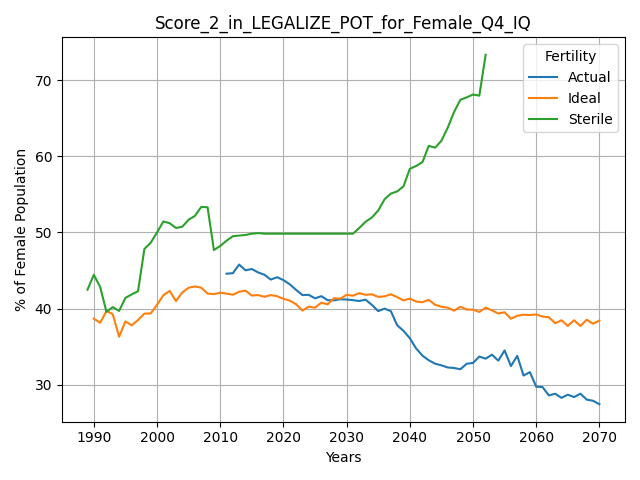 Score_2_in_LEGALIZE_POT_for_Female_Q4_IQ
Fertility
Actual
Ideal
Sterile
% of Female Population
70
60
50
40
30
1990 2000 2010 2020 2030 2040 2050 2060 2070
Years